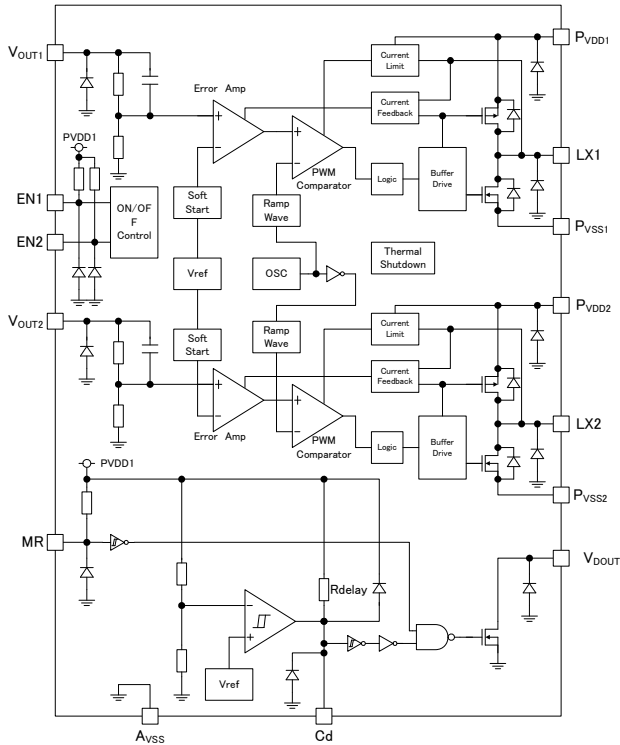 VOUT1
PVDD1
Current
Limit
Error Amp
Current
Feedback
PVDD1
PWM
Comparator
LX1
EN1
ON/OF
F
Control
Soft
Start
Ramp
Wave
Logic
Buffer
Drive
EN2
PVSS1
Vref
OSC
Thermal
Shutdown
VOUT2
PVDD2
Soft
Start
Ramp
Wave
Current
Limit
Current
Feedback
LX2
Error Amp
PWM
Comparator
Logic
Buffer
Drive
PVDD1
PVSS2
MR
VDOUT
Rdelay
Vref
AVSS
Cd